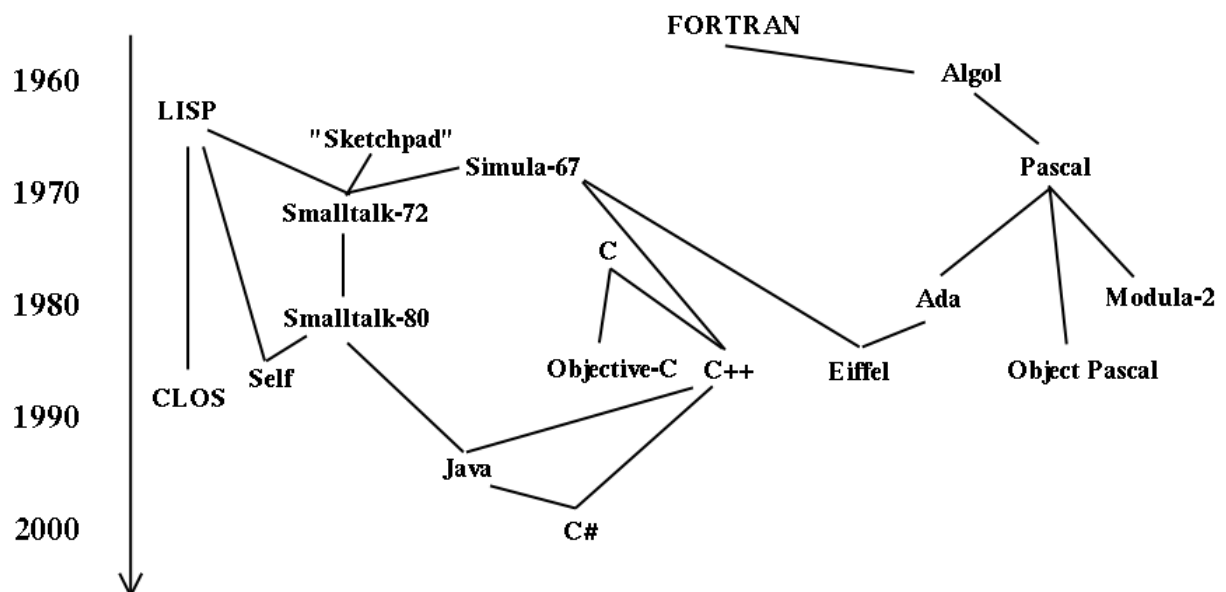 FORTRAN
1960
Algol
LISP
"Sketchpad"
Simula-67
Pascal
1970
Smalltalk-72
C
1980
Smalltalk-80
Ada
Modula-2
Objective-C
C++
Eiffel
Object Pascal
Self
CLOS
1990
Java
2000
C#